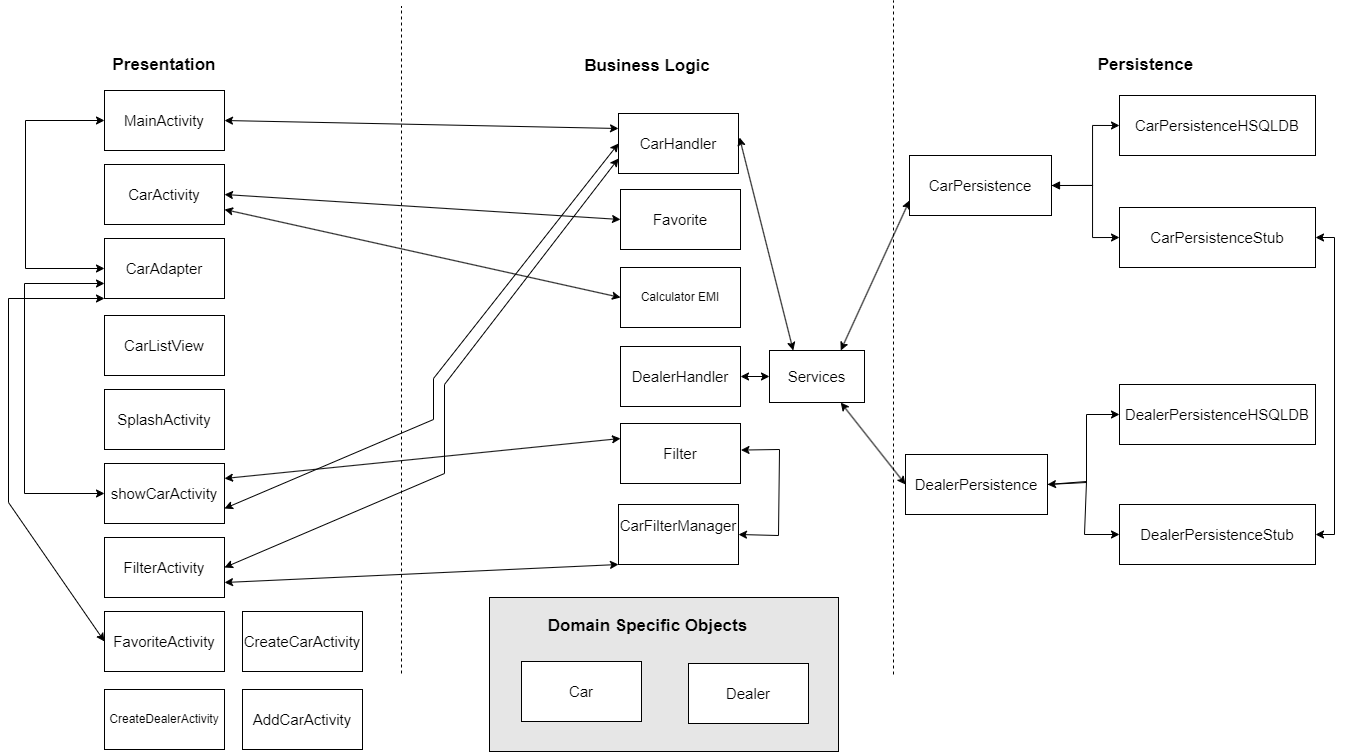 Presentation
MainActivity
CarActivity
CarAdapter
CarListView
SplashActivity
showCarActivity
FilterActivity
FavoriteActivity
CreateCarActivity
CreateDealerActivity
AddCarActivity
Business Logic
CarHandler
Favorite
Calculator EMI
DealerHandler
Services
Filter
CarFilterManager
Domain Specific Objects
Car
Dealer
Persistence
CarPersistenceHSQLDB
CarPersistence
CarPersistenceStub
DealerPersistenceHSQLDB
DealerPersistence
DealerPersistenceStub